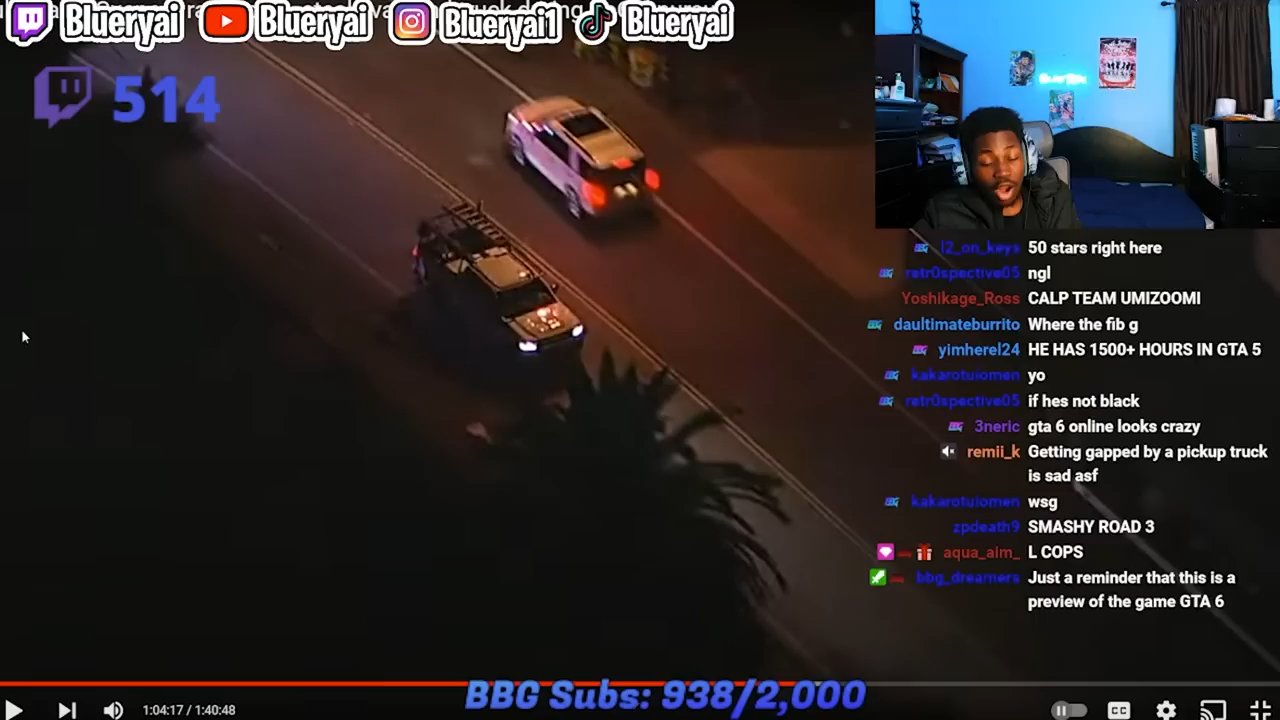 Blueryai Blueryai Blueryai1 Blueryai
514
l2_on_keys 50 stars right here
retr0spective05 ngl
Yoshikage_Ross CALP TEAM UMIZOOMI
daultimateburrito Where the fib g
yimherel24 HE HAS 1500+ HOURS IN GTA 5
kakarotuiomen yo
retr0spective05 if hes not black
3neric gta 6 online looks crazy
remii_k Getting gapped by a pickup truck
is sad asf
kakarotuiomen wsg
zpdeath9 SMASHY ROAD 3
aqua_aim_ L COPS
bbg_dreamers Just a reminder that this is a
preview of the game GTA 6
BBG Subs: 938/2,000
1:04:17 / 1:40:48
CC